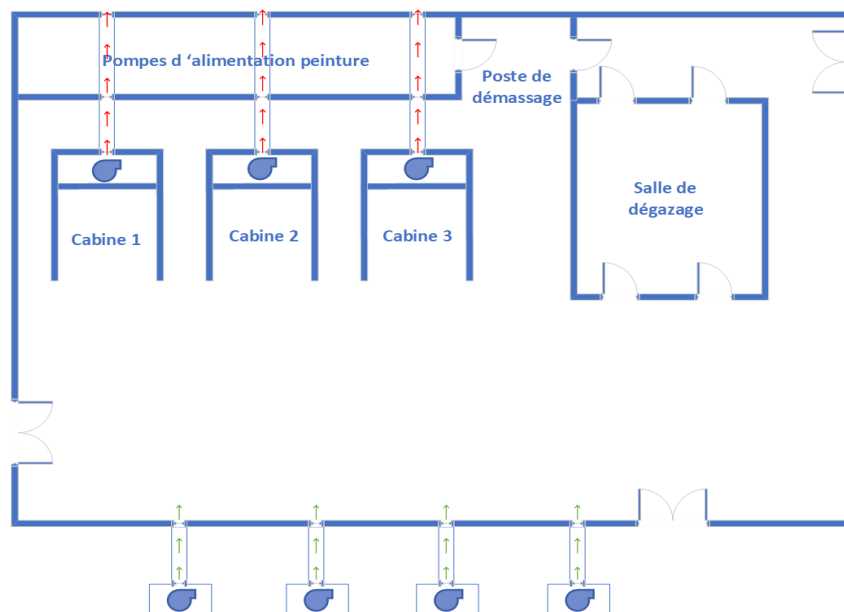 Pompes d ‘alimentation peinture
Poste de
démassage
Salle de
dégazage
Cabine 1
Cabine 2
Cabine 3